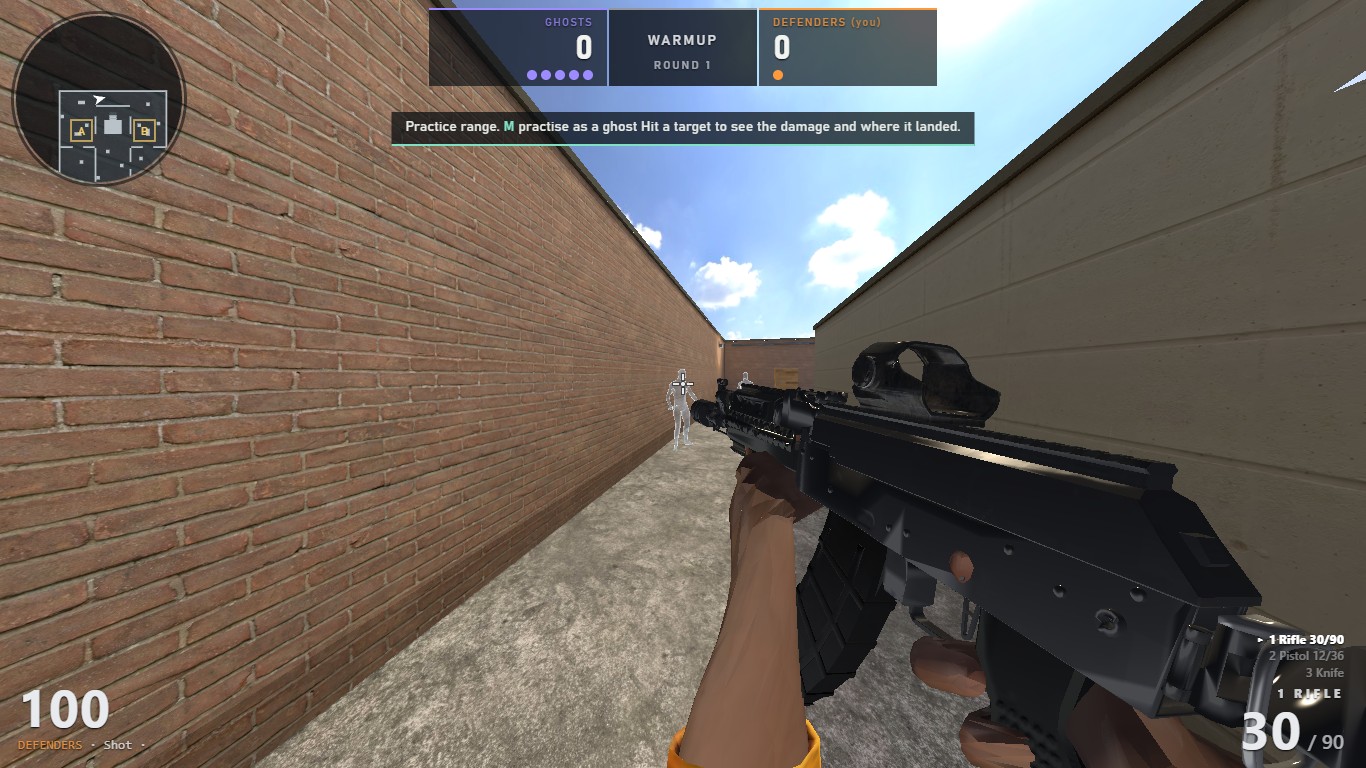 GHOSTS
0
WARMUP
ROUND 1
DEFENDERS (you)
0
Practice range. M practise as a ghost Hit a target to see the damage and where it landed.
A
B
100
DEFENDERS · Shot ·
▸ 1 Rifle 30/90
2 Pistol 12/36
3 Knife
1 RIFLE
30 / 90